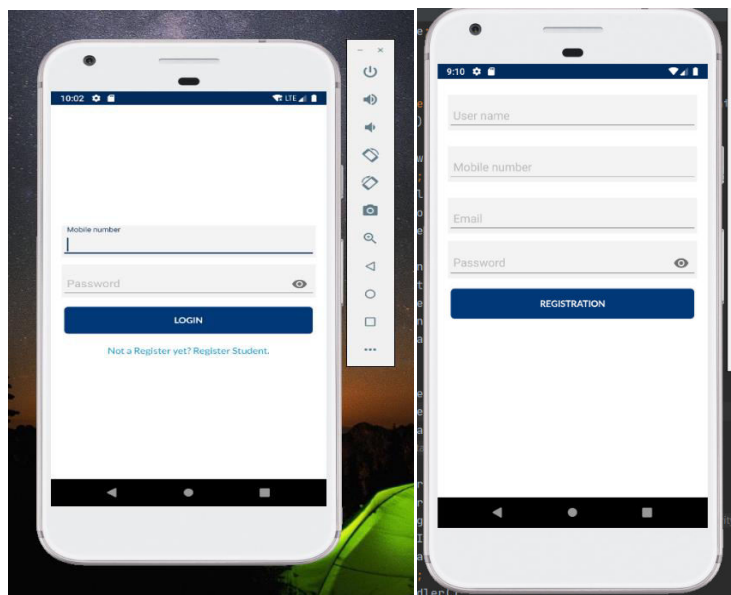 10:02
LTE
Mobile number
Password
LOGIN
Not a Register yet? Register Student.
9:10
User name
Mobile number
Email
Password
REGISTRATION